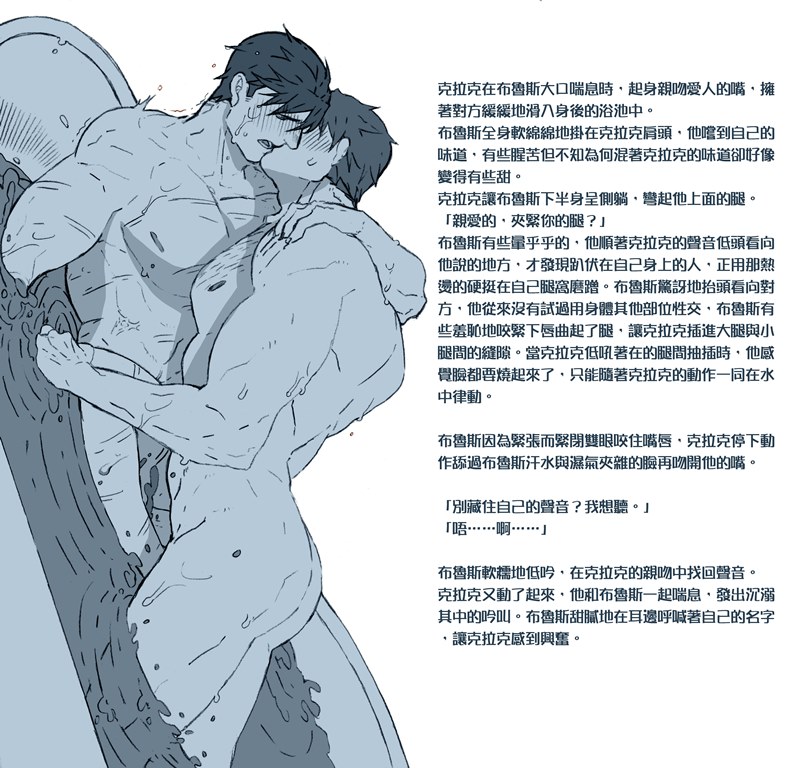 克拉克在布魯斯大口喘息時，起身親吻愛人的嘴，擁
著對方緩緩地滑入身後的浴池中。
布魯斯全身軟綿綿地掛在克拉克肩頭，他嚐到自己的
味道，有些腥苦但不知為何混著克拉克的味道卻好像
變得有些甜。
克拉克讓布魯斯下半身呈側躺，彎起他上面的腿。
「親愛的，夾緊你的腿？」
布魯斯有些暈乎乎的，他順著克拉克的聲音低頭看向
他說的地方，才發現趴伏在自己身上的人，正用那熱
燙的硬挺在自己腿窩磨蹭。布魯斯驚訝地抬頭看向對
方，他從來沒有試過用身體其他部位性交，布魯斯有
些羞恥地咬緊下唇曲起了腿，讓克拉克插進大腿與小
腿間的縫隙。當克拉克低吼著在的腿間抽插時，他感
覺臉都要燒起來了，只能隨著克拉克的動作一同在水
中律動。
布魯斯因為緊張而緊閉雙眼咬住嘴唇，克拉克停下動
作舔過布魯斯汗水與濕氣夾雜的臉再吻開他的嘴。
「別藏住自己的聲音？我想聽。」
「唔……啊……」
布魯斯軟糯地低吟，在克拉克的親吻中找回聲音。
克拉克又動了起來，他和布魯斯一起喘息，發出沉溺
其中的吟叫。布魯斯甜膩地在耳邊呼喊著自己的名字
，讓克拉克感到興奮。